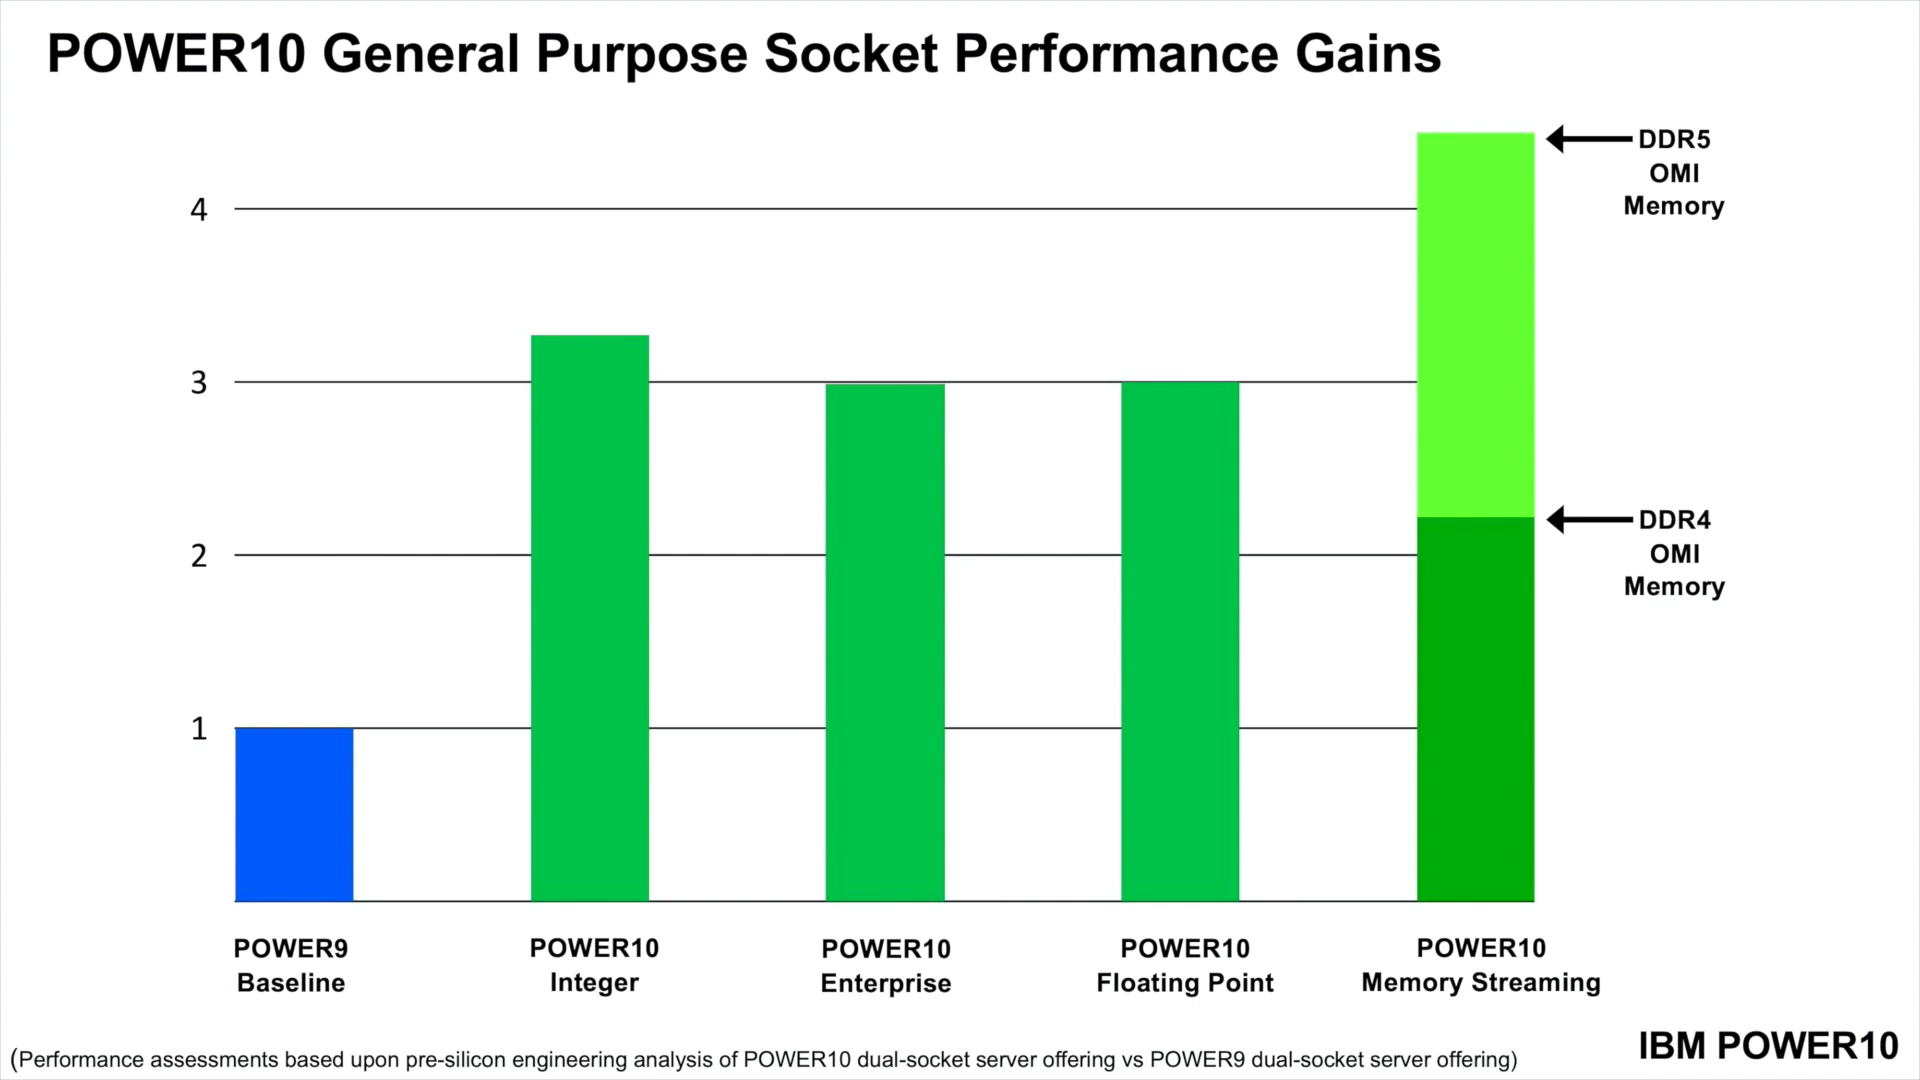 POWER10 General Purpose Socket Performance Gains
DDR5
OMI
Memory
4
3
DDR4
OMI
Memory
2
1
POWER9
Baseline
POWER10
Integer
POWER10
Enterprise
POWER10
Floating Point
POWER10
Memory Streaming
(Performance assessments based upon pre-silicon engineering analysis of POWER10 dual-socket server offering vs POWER9 dual-socket server offering)
IBM POWER10